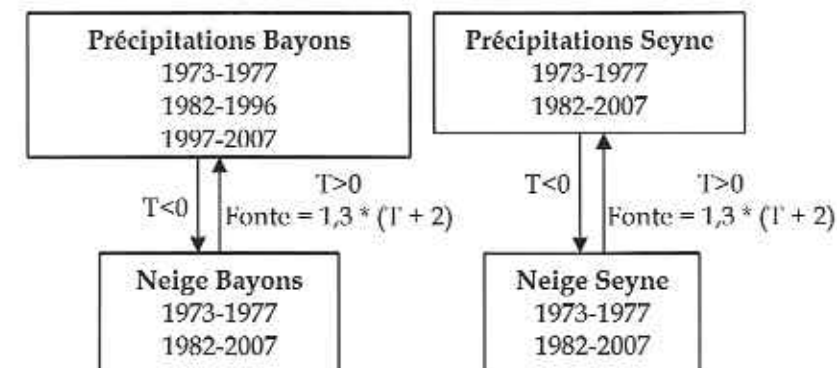 Précipitations Bayons
1973-1977
1982-1996
1997-2007
Précipitations Seyne
1973-1977
1982-2007
T<0
T>0
Fonte = 1,3 * (T + 2)
T<0
T>0
Fonte = 1,3 * (T + 2)
Neige Bayons
1973-1977
1982-2007
Neige Seyne
1973-1977
1982-2007